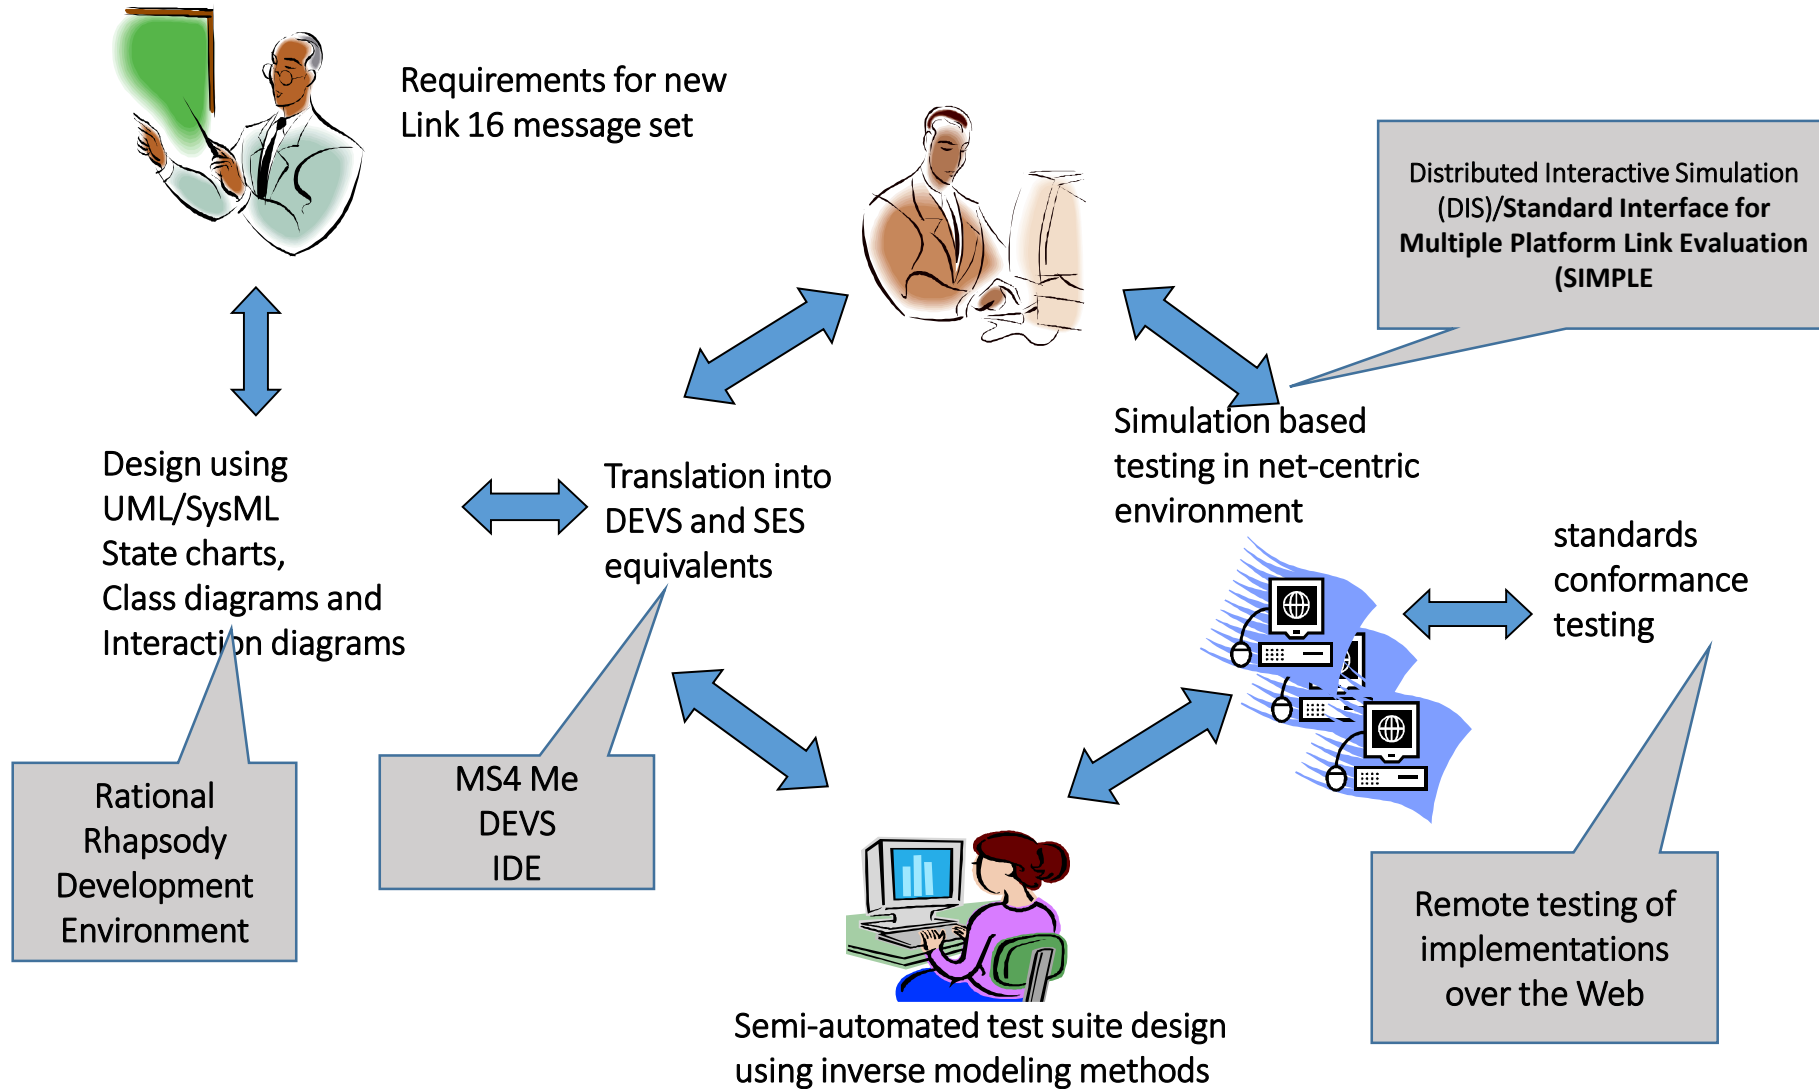 Requirements for new
Link 16 message set
Distributed Interactive Simulation
(DIS)/Standard Interface for
Multiple Platform Link Evaluation
(SIMPLE
Design using
UML/SysML
State charts,
Class diagrams and
Interaction diagrams
Translation into
DEVS and SES
equivalents
Simulation based
testing in net-centric
environment
standards
conformance
testing
Rational
Rhapsody
Development
Environment
MS4 Me
DEVS
IDE
Remote testing of
implementations
over the Web
Semi-automated test suite design
using inverse modeling methods